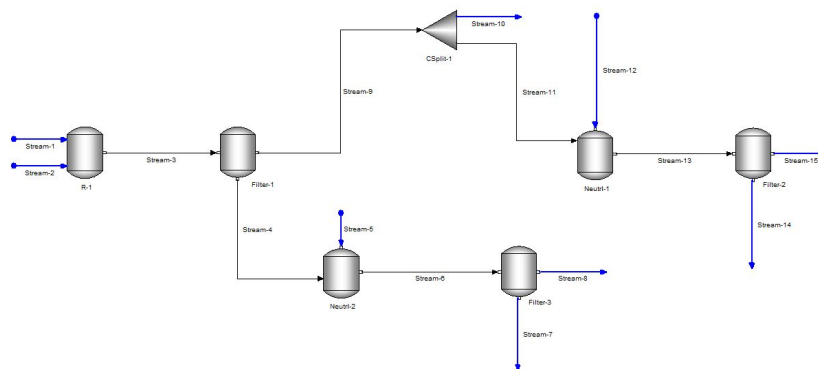 Stream-10
CSplit-1
Stream-9
Stream-11
Stream-12
Stream-1
Stream-2
R-1
Stream-3
Filter-1
Stream-13
Neutrl-1
Stream-15
Filter-2
Stream-4
Stream-5
Stream-14
Stream-6
Neutrl-2
Stream-8
Filter-3
Stream-7